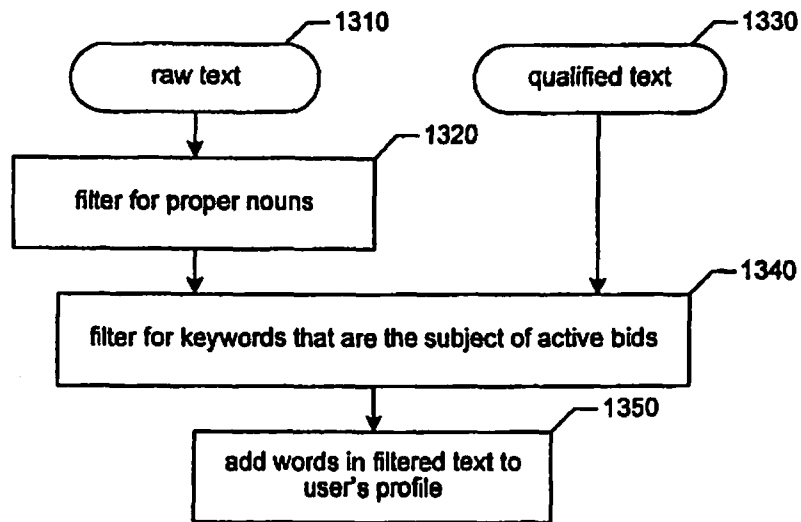 1310
1330
raw text
qualified text
1320
filter for proper nouns
1340
filter for keywords that are the subject of active bids
1350
add words in filtered text to
user's profile